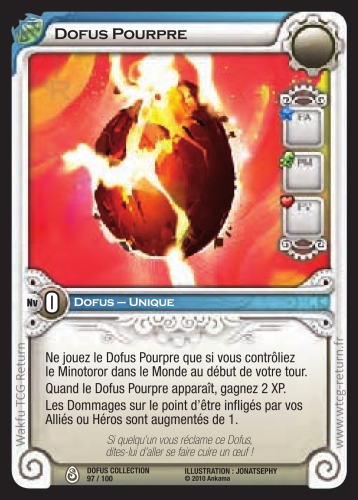 DOFUS POURPRE
PA
PM
PV
Nv 0 DOFUS – UNIQUE
Ne jouez le Dofus Pourpre que si vous contrôliez
le Minotoror dans le Monde au début de votre tour.
Quand le Dofus Pourpre apparaît, gagnez 2 XP.
Les Dommages sur le point d'être infligés par vos
Alliés ou Héros sont augmentés de 1.
Si quelqu'un vous réclame ce Dofus,
dites-lui d'aller se faire cuire un œuf !
DOFUS COLLECTION
97 / 100
ILLUSTRATION : JONATSEPHY
© 2010 Ankama
Wakfu TCG Return
www.wtcg-return.fr